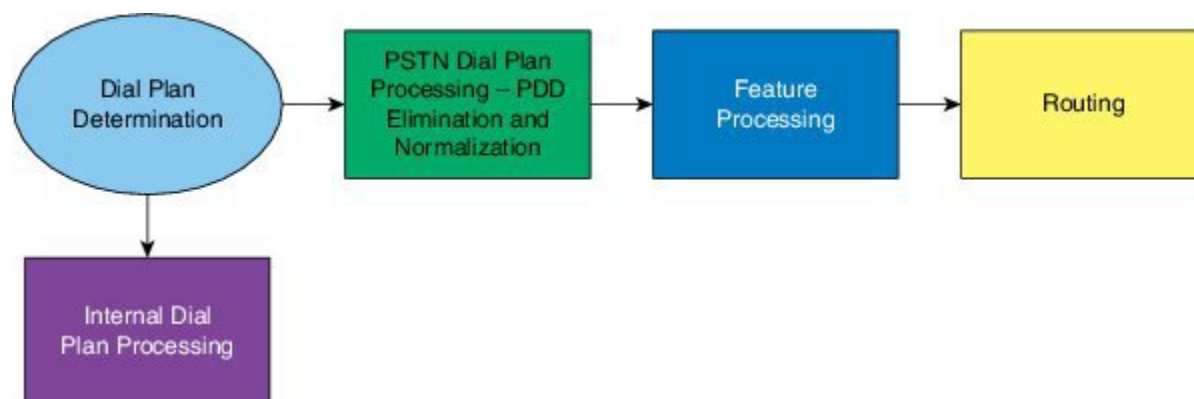 Dial Plan
Determination
PSTN Dial Plan
Processing – PDD
Elimination and
Normalization
Feature
Processing
Routing
Internal Dial
Plan Processing